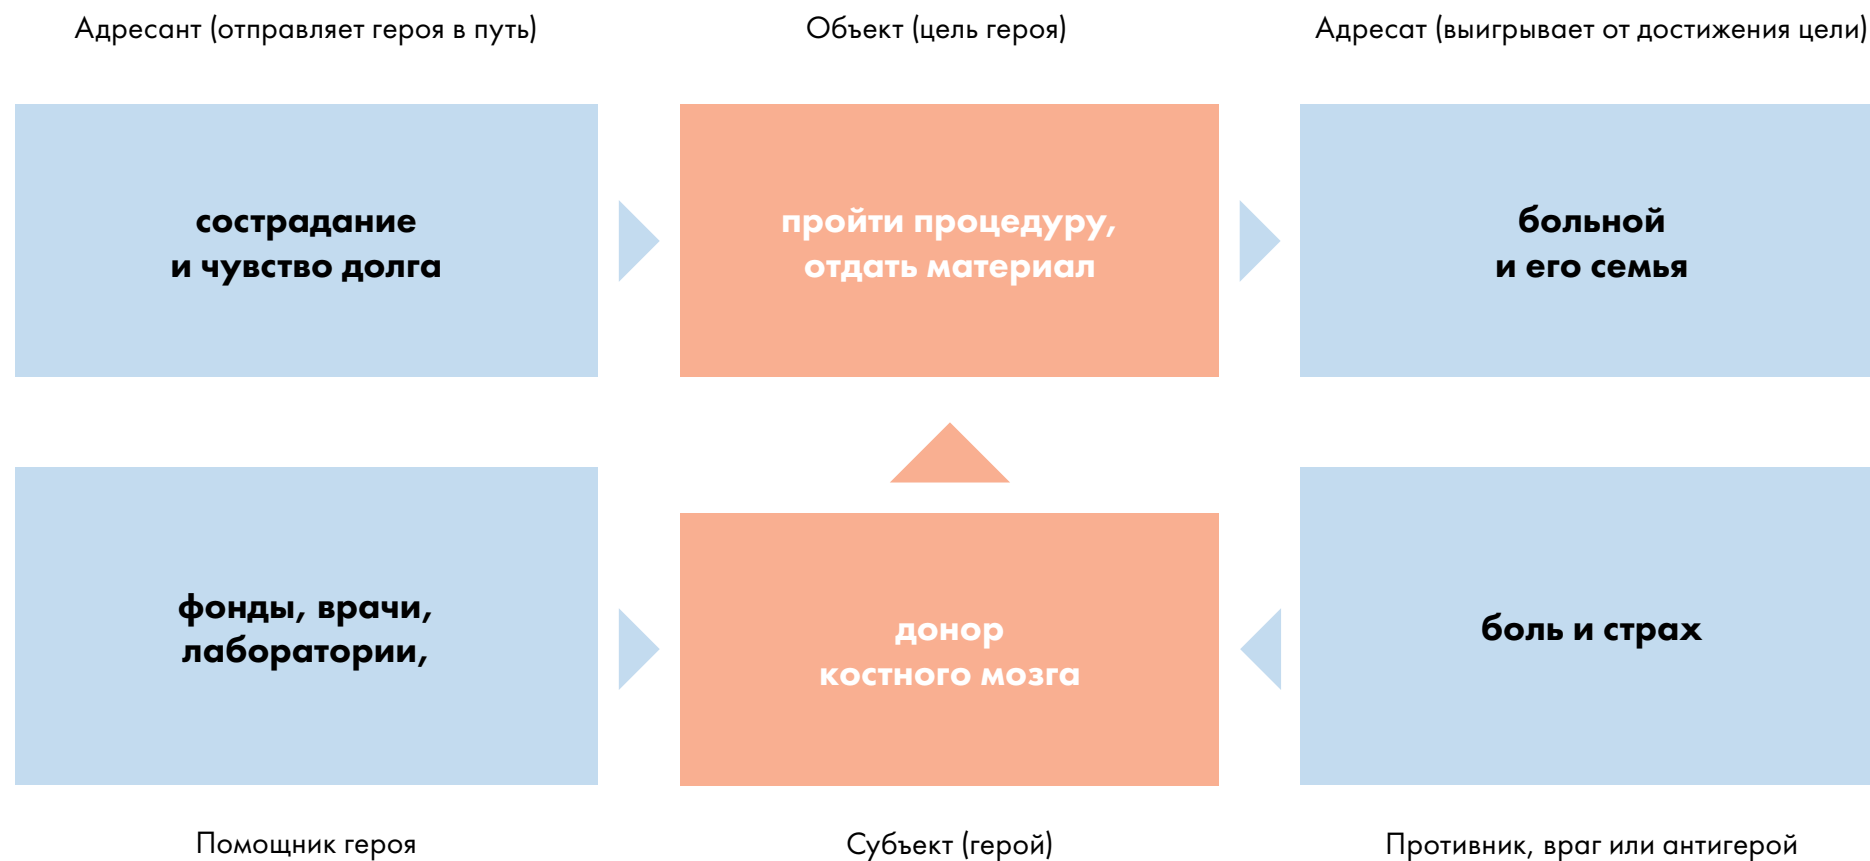 Адресант (отправляет героя в путь)
Объект (цель героя)
Адресат (выигрывает от достижения цели)
сострадание
и чувство долга
пройти процедуру,
отдать материал
больной
и его семья
фонды, врачи,
лаборатории,
донор
костного мозга
боль и страх
Помощник героя
Субъект (герой)
Противник, враг или антигерой